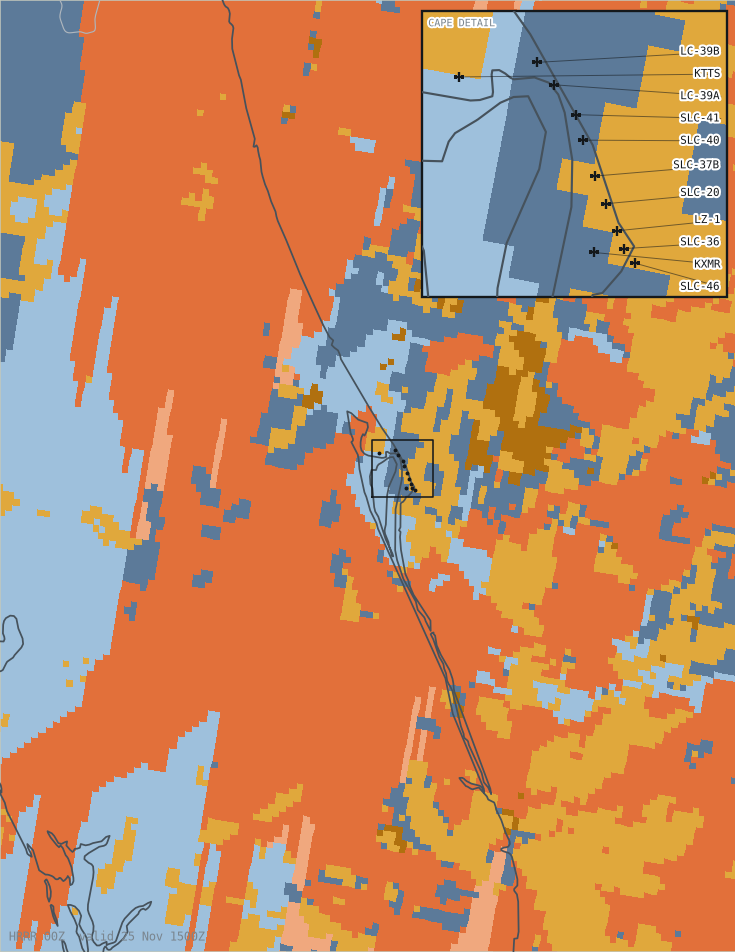 CAPE DETAIL
LC-39B
KTTS
LC-39A
SLC-41
SLC-40
SLC-37B
SLC-20
LZ-1
SLC-36
KXMR
SLC-46
HRRR 00Z valid 25 Nov 1500Z